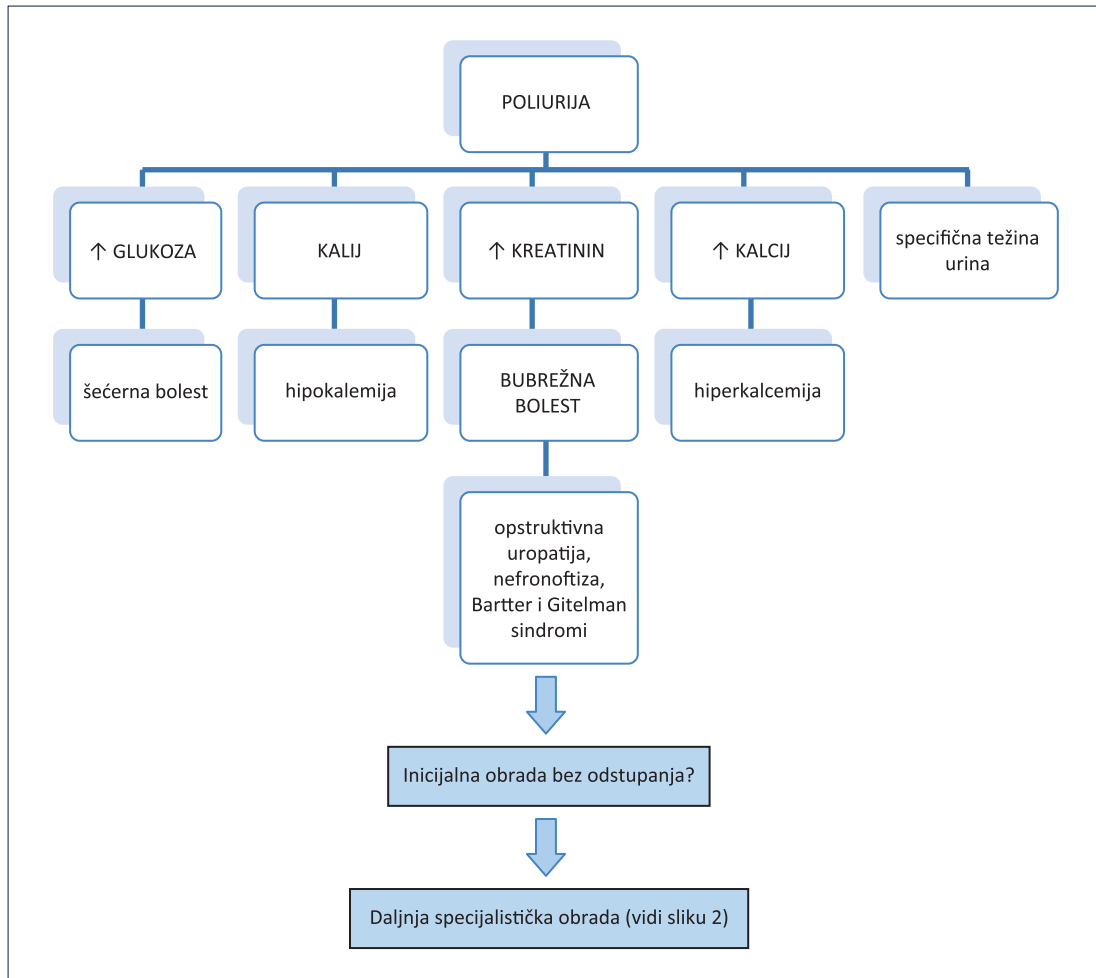 POLIURIJA
↑ GLUKOZA
KALIJ
↑ KREATININ
↑ KALCIJ
specifična težina
urina
šećerna bolest
hipokalemija
BUBREŽNA
BOLEST
hiperkalcemija
opstruktivna
uropatija,
nefronoftiza,
Bartter i Gitelman
sindromi
Inicijalna obrada bez odstupanja?
Daljnja specijalistička obrada (vidi sliku 2)